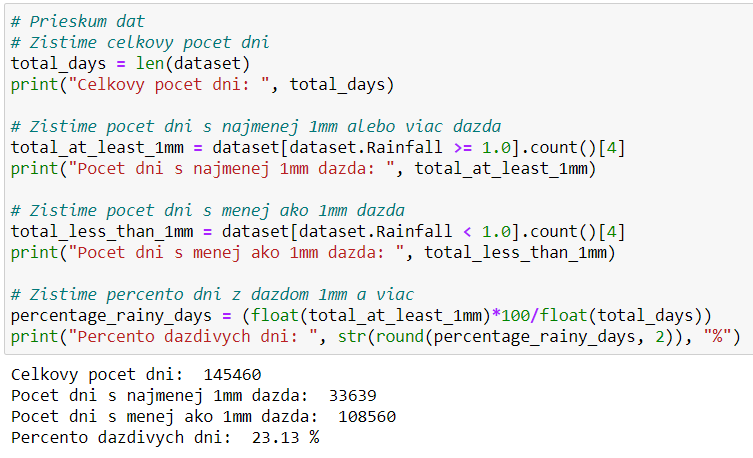 # Prieskum dat
# Zistime celkovy pocet dni
total_days = len(dataset)
print("Celkovy pocet dni: ", total_days)
# Zistime pocet dni s najmenej 1mm alebo viac dazda
total_at_least_1mm = dataset[dataset.Rainfall >= 1.0].count()[4]
print("Pocet dni s najmenej 1mm dazda: ", total_at_least_1mm)
# Zistime pocet dni s menej ako 1mm dazda
total_less_than_1mm = dataset[dataset.Rainfall < 1.0].count()[4]
print("Pocet dni s menej ako 1mm dazda: ", total_less_than_1mm)
# Zistime percento dni z dazdom 1mm a viac
percentage_rainy_days = (float(total_at_least_1mm)*100/float(total_days))
print("Percento dazdivych dni: ", str(round(percentage_rainy_days, 2)), "%")
Celkovy pocet dni:  145460
Pocet dni s najmenej 1mm dazda:  33639
Pocet dni s menej ako 1mm dazda:  108560
Percento dazdivych dni:  23.13 %